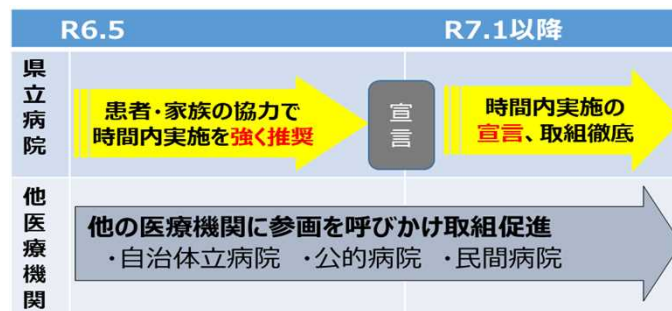 R6.5
R7.1以降
県立病院
患者・家族の協力で
時間内実施を強く推奨
宣言
時間内実施の
宣言、取組徹底
他医療機関
他の医療機関に参画を呼びかけ取組促進
・自治体立病院　・公的病院　・民間病院